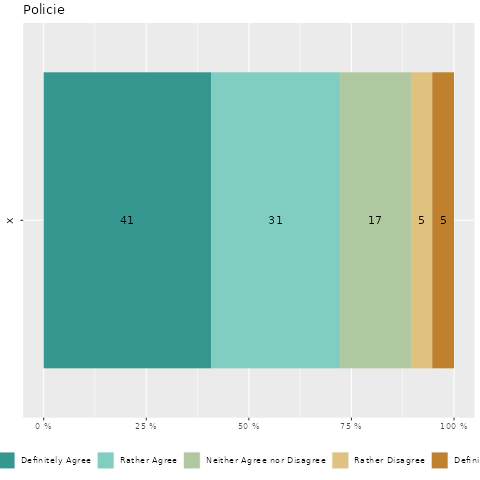 Policie
41 31 17 5 5
x
0 % 25 % 50 % 75 % 100 %
Definitely Agree Rather Agree Neither Agree nor Disagree Rather Disagree Defini